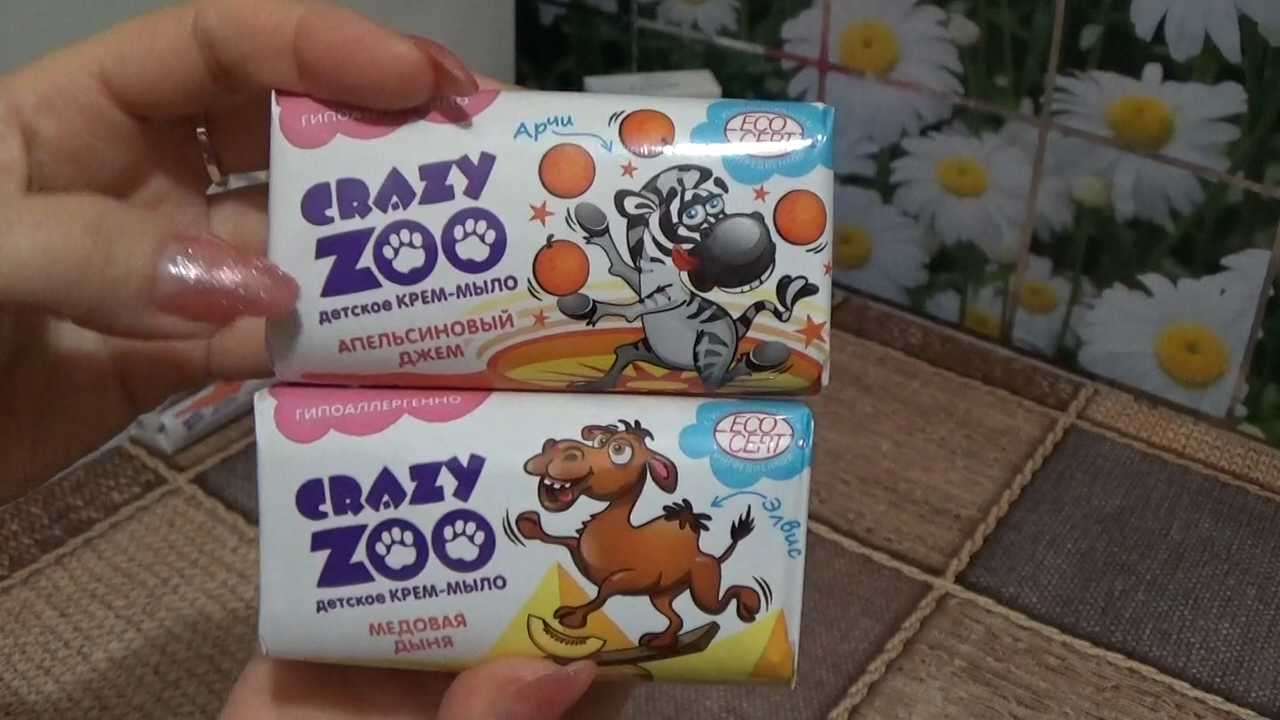 ГИПОАЛЛЕРГЕННО
Арчи
ECO
CERT
CRAZY
ZOO
детское КРЕМ-МЫЛО
АПЕЛЬСИНОВЫЙ
ДЖЕМ
ГИПОАЛЛЕРГЕННО
ECO
CERT
CRAZY
ZOO
Элвис
детское КРЕМ-МЫЛО
МЕДОВАЯ
ДЫНЯ